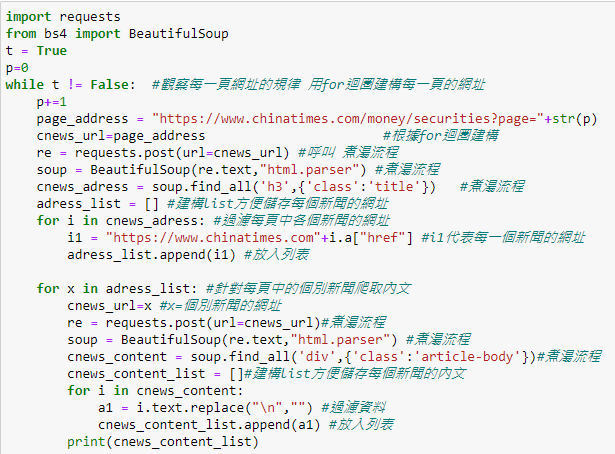 import requests
from bs4 import BeautifulSoup
t = True
p=0
while t != False:  #觀察每一頁網址的規律 用for迴圈建構每一頁的網址
    p+=1
    page_address = "https://www.chinatimes.com/money/securities?page="+str(p)
    cnews_url=page_address                       #根據for迴圈建構
    re = requests.post(url=cnews_url) #呼叫 煮湯流程
    soup = BeautifulSoup(re.text,"html.parser") #煮湯流程
    cnews_adress = soup.find_all('h3',{'class':'title'})   #煮湯流程
    adress_list = [] #建構list方便儲存每個新聞的網址
    for i in cnews_adress: #過濾每頁中各個新聞的網址
        i1 = "https://www.chinatimes.com"+i.a["href"] #i1代表每一個新聞的網址
        adress_list.append(i1) #放入列表

    for x in adress_list: #針對每頁中的個別新聞爬取內文
        cnews_url=x #x=個別新聞的網址
        re = requests.post(url=cnews_url)#煮湯流程
        soup = BeautifulSoup(re.text,"html.parser") #煮湯流程
        cnews_content = soup.find_all('div',{'class':'article-body'})#煮湯流程
        cnews_content_list = []#建構list方便儲存每個新聞的內文
        for i in cnews_content:
            a1 = i.text.replace("\n","") #過濾資料
            cnews_content_list.append(a1) #放入列表
        print(cnews_content_list)